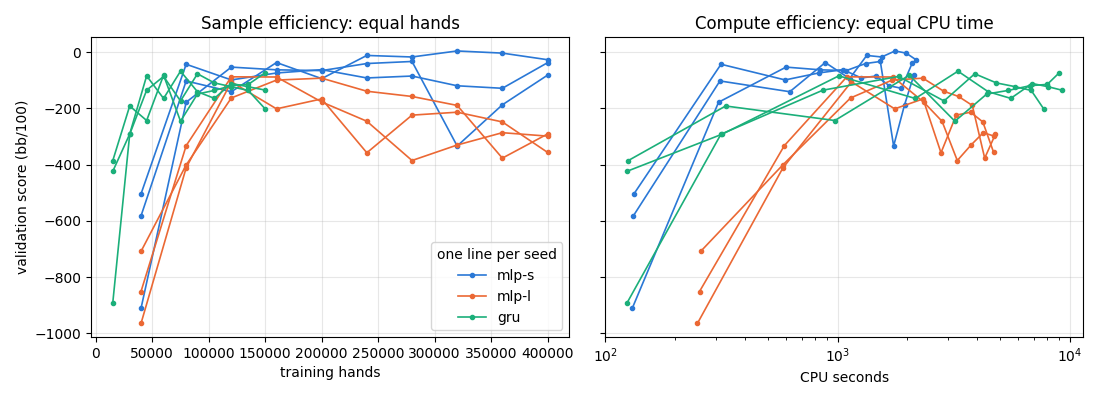 Sample efficiency: equal hands
Compute efficiency: equal CPU time
validation score (bb/100)
0
−200
−400
−600
−800
−1000
one line per seed
mlp-s
mlp-l
gru
0 50000 100000 150000 200000 250000 300000 350000 400000
training hands
10² 10³ 10⁴
CPU seconds